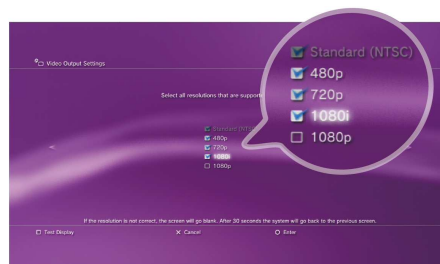 Video Output Settings
Select all resolutions that are supporte
Standard (NTSC)
480p
720p
1080i
1080p
Standard (NTSC)
480p
720p
1080i
1080p
If the resolution is not correct, the screen will go blank. After 30 seconds the system will go back to the previous screen.
Test Display
X Cancel
O Enter